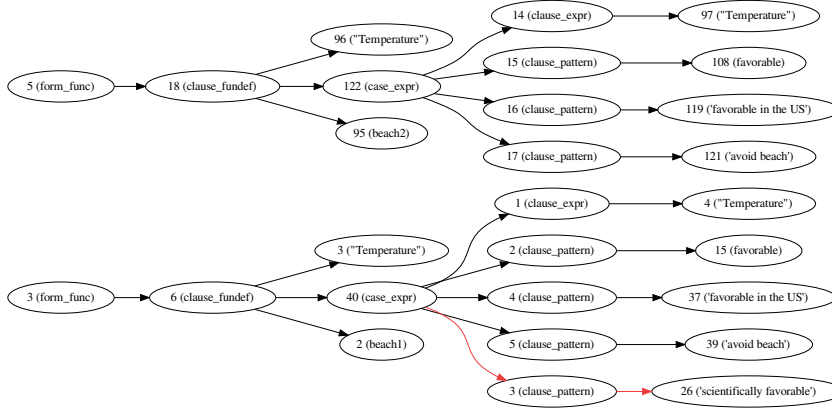 14 (clause_expr)
97 ("Temperature")
96 ("Temperature")
15 (clause_pattern)
108 (favorable)
5 (form_func)
18 (clause_fundef)
122 (case_expr)
16 (clause_pattern)
119 ('favorable in the US')
95 (beach2)
17 (clause_pattern)
121 ('avoid beach')
1 (clause_expr)
4 ("Temperature")
3 ("Temperature")
2 (clause_pattern)
15 (favorable)
3 (form_func)
6 (clause_fundef)
40 (case_expr)
4 (clause_pattern)
37 ('favorable in the US')
2 (beach1)
5 (clause_pattern)
39 ('avoid beach')
3 (clause_pattern)
26 ('scientifically favorable')